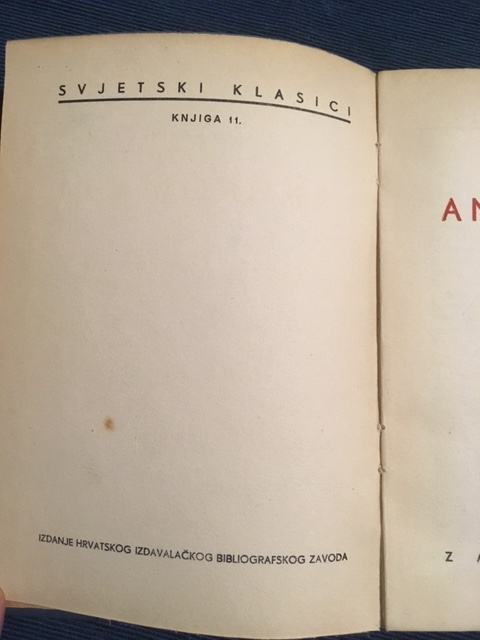 SVJETSKI KLASICI
KNJIGA 11.
IZDANJE HRVATSKOG IZDAVALAČKOG BIBLIOGRAFSKOG ZAVODA